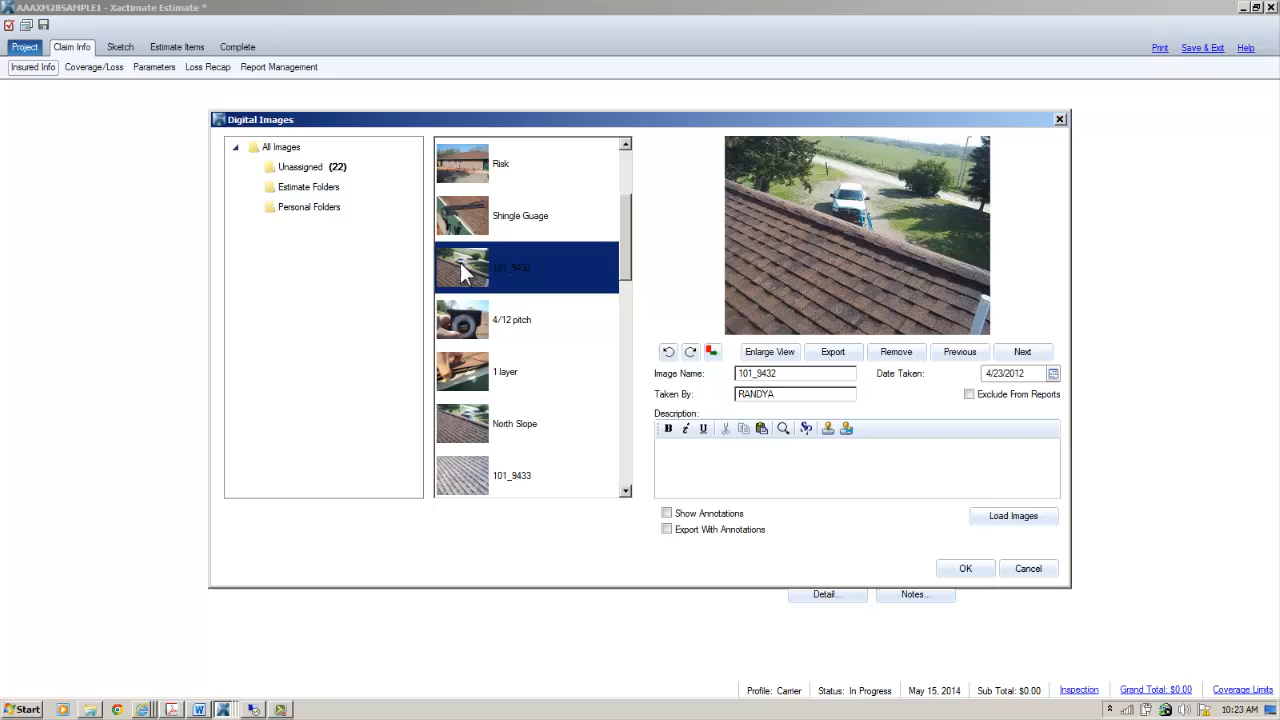 AAAXM28SAMPLE1 - Xactimate Estimate *
Project Claim Info Sketch Estimate Items Complete
Print Save & Exit Help
Insured Info Coverage/Loss Parameters Loss Recap Report Management
Digital Images
All Images
Unassigned (22)
Estimate Folders
Personal Folders
Risk
Shingle Guage
101_9432
4/12 pitch
1 layer
North Slope
101_9433
Enlarge View Export Remove Previous Next
Image Name: 101_9432 Date Taken: 4/23/2012
Taken By: RANDYA Exclude From Reports
Description:
B i U
Show Annotations
Export With Annotations
Load Images
OK Cancel
Detail... Notes...
Profile: Carrier Status: In Progress May 15, 2014 Sub Total: $0.00 Inspection Grand Total: $0.00 Coverage Limits
Start 10:23 AM